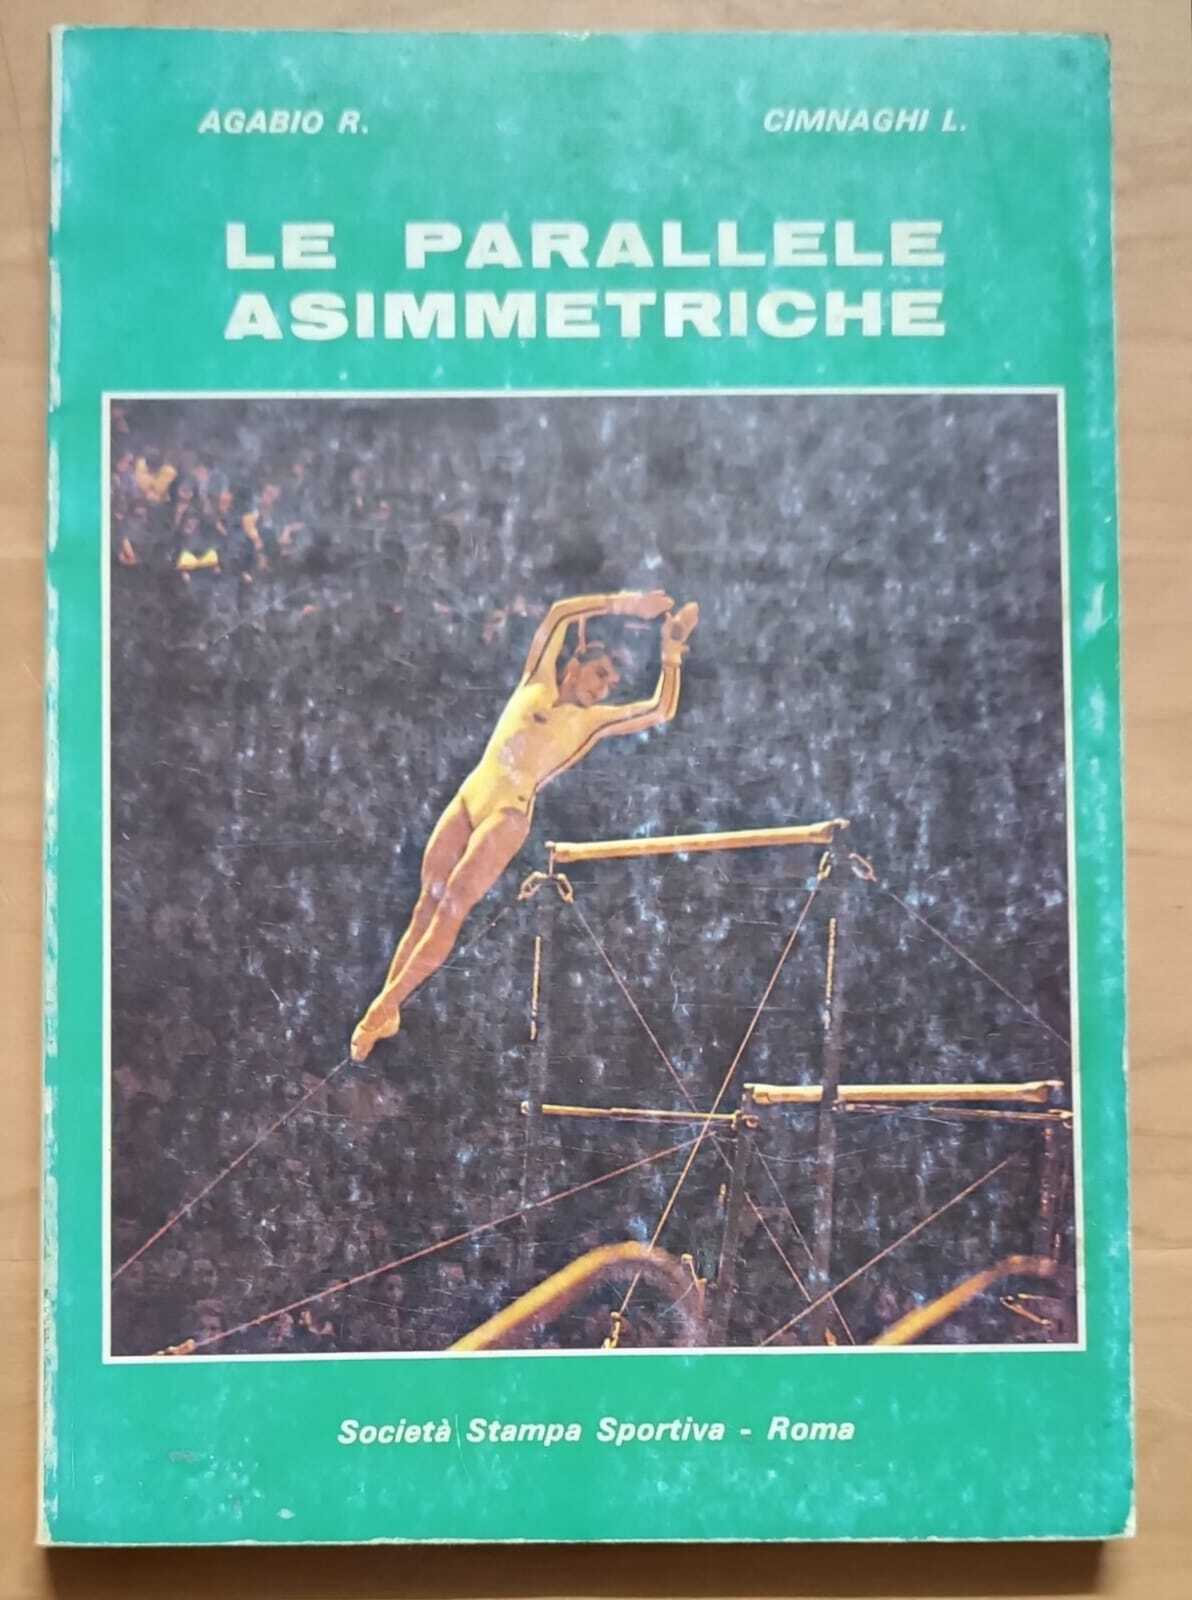 AGABIO R. CIMNAGHI L.
LE PARALLELE
ASIMMETRICHE
Società Stampa Sportiva - Roma